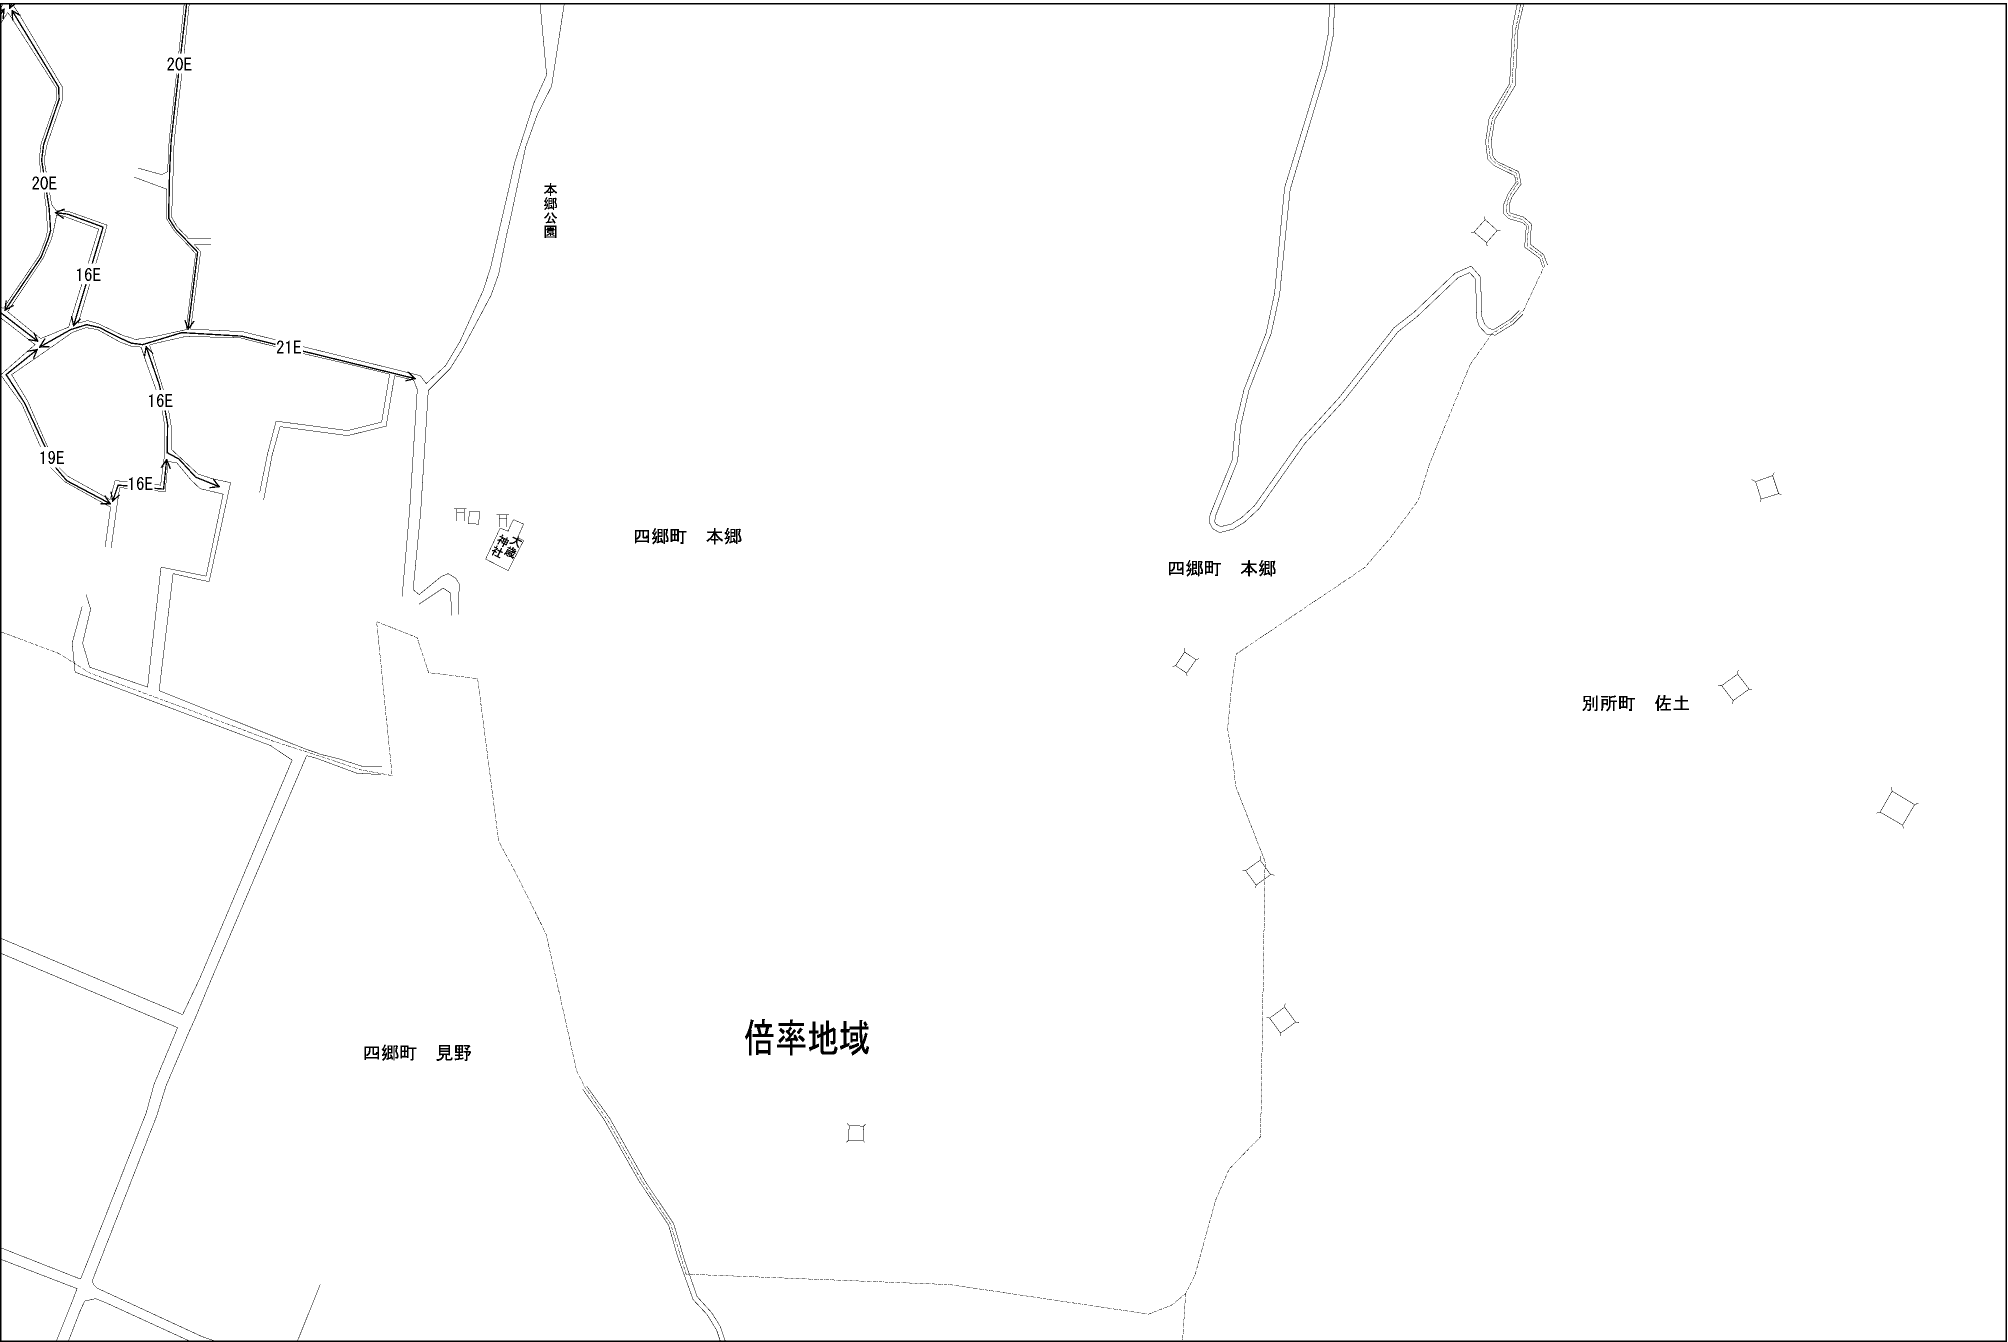 20E
20E
本郷公園
16E
21E
16E
19E
16E
大歳
神社
四郷町　本郷
四郷町　本郷
別所町　佐土
倍率地域
四郷町　見野